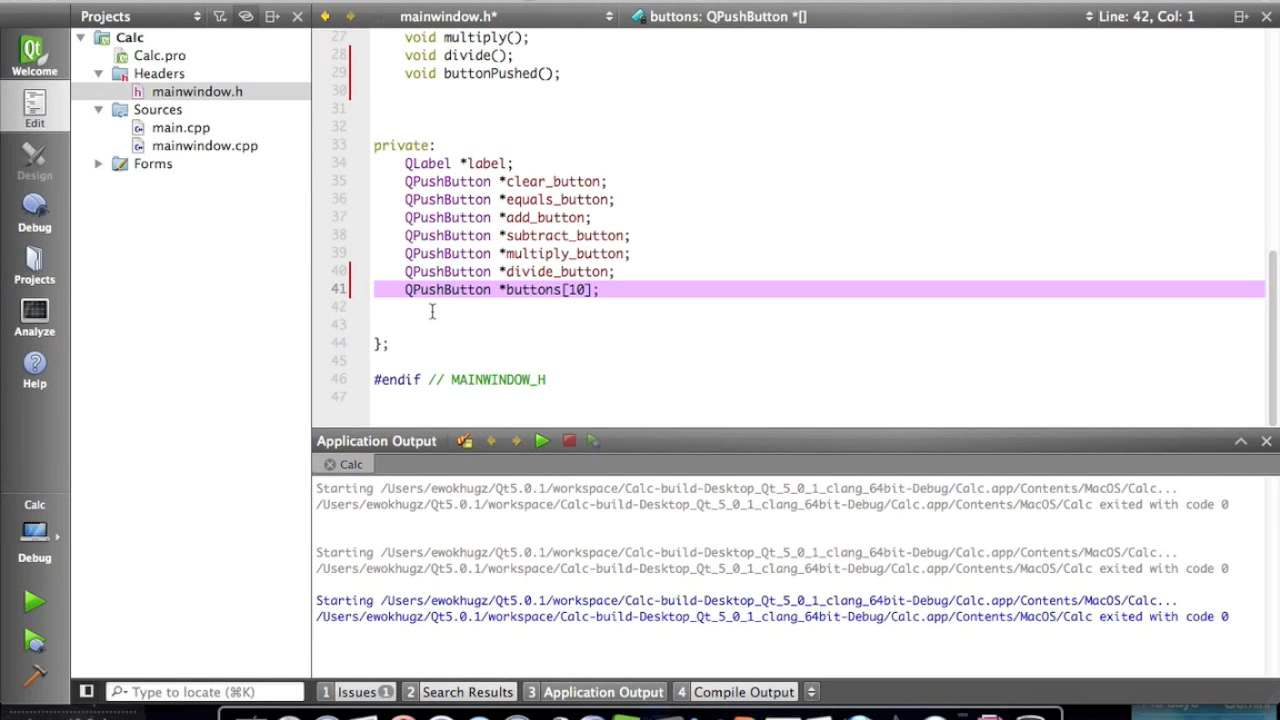 Projects
mainwindow.h*
buttons: QPushButton *[]
Line: 42, Col: 1
Qt
Welcome
Edit
Design
Debug
Projects
Analyze
Help
Calc
Debug
Calc
Calc.pro
Headers
h mainwindow.h
Sources
main.cpp
mainwindow.cpp
Forms
27 void multiply();
28 void divide();
29 void buttonPushed();
30
31
32
33 private:
34 QLabel *label;
35 QPushButton *clear_button;
36 QPushButton *equals_button;
37 QPushButton *add_button;
38 QPushButton *subtract_button;
39 QPushButton *multiply_button;
40 QPushButton *divide_button;
41 QPushButton *buttons[10];
42
43
44 };
45
46 #endif // MAINWINDOW_H
47
Application Output
Calc
Starting /Users/ewokhugz/Qt5.0.1/workspace/Calc-build-Desktop_Qt_5_0_1_clang_64bit-Debug/Calc.app/Contents/MacOS/Calc...
/Users/ewokhugz/Qt5.0.1/workspace/Calc-build-Desktop_Qt_5_0_1_clang_64bit-Debug/Calc.app/Contents/MacOS/Calc exited with code 0
Starting /Users/ewokhugz/Qt5.0.1/workspace/Calc-build-Desktop_Qt_5_0_1_clang_64bit-Debug/Calc.app/Contents/MacOS/Calc...
/Users/ewokhugz/Qt5.0.1/workspace/Calc-build-Desktop_Qt_5_0_1_clang_64bit-Debug/Calc.app/Contents/MacOS/Calc exited with code 0
Starting /Users/ewokhugz/Qt5.0.1/workspace/Calc-build-Desktop_Qt_5_0_1_clang_64bit-Debug/Calc.app/Contents/MacOS/Calc...
/Users/ewokhugz/Qt5.0.1/workspace/Calc-build-Desktop_Qt_5_0_1_clang_64bit-Debug/Calc.app/Contents/MacOS/Calc exited with code 0
Type to locate (⌘K)
1 Issues 1
2 Search Results
3 Application Output
4 Compile Output